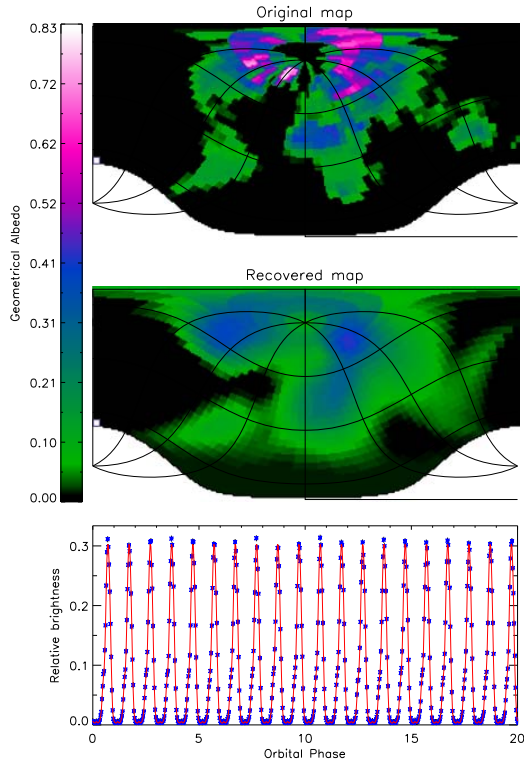 Original map
0.83
0.72
0.62
0.52
0.41
0.31
0.21
0.10
0.00
Geometrical Albedo
Recovered map
0.3
0.2
0.1
0.0
Relative brightness
0 5 10 15 20
Orbital Phase